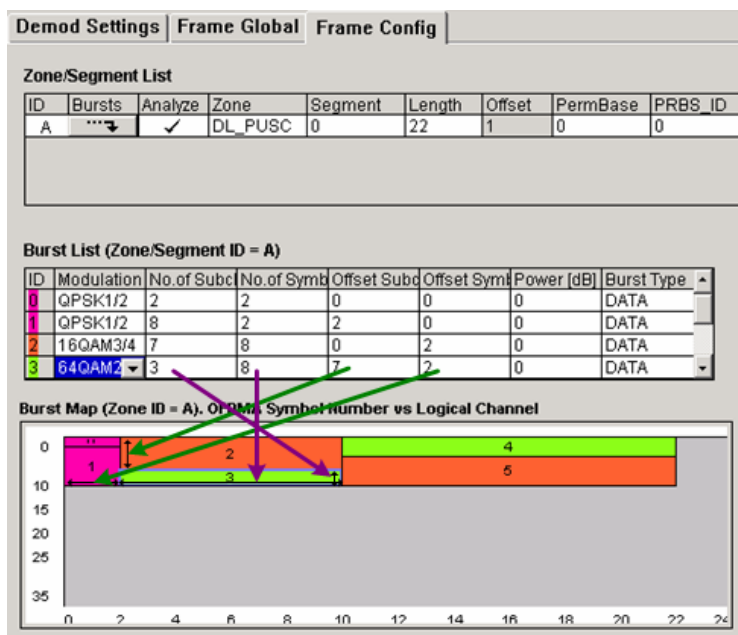 Demod Settings Frame Global Frame Config
Zone/Segment List
ID Bursts Analyze Zone Segment Length Offset PermBase PRBS_ID
A DL_PUSC 0 22 1 0 0
Burst List (Zone/Segment ID = A)
ID Modulation No.of Subcl No.of Symb Offset Subc Offset Syml Power [dB] Burst Type
0 QPSK1/2 2 2 0 0 0 DATA
1 QPSK1/2 8 2 2 0 0 DATA
2 16QAM3/4 7 8 0 2 0 DATA
3 64QAM2 3 8 7 2 0 DATA
Burst Map (Zone ID = A). OFDMA Symbol Number vs Logical Channel
0 0 2 4
1 3 5
10
15
20
25
35
0 2 4 6 8 10 12 14 16 18 20 22 24